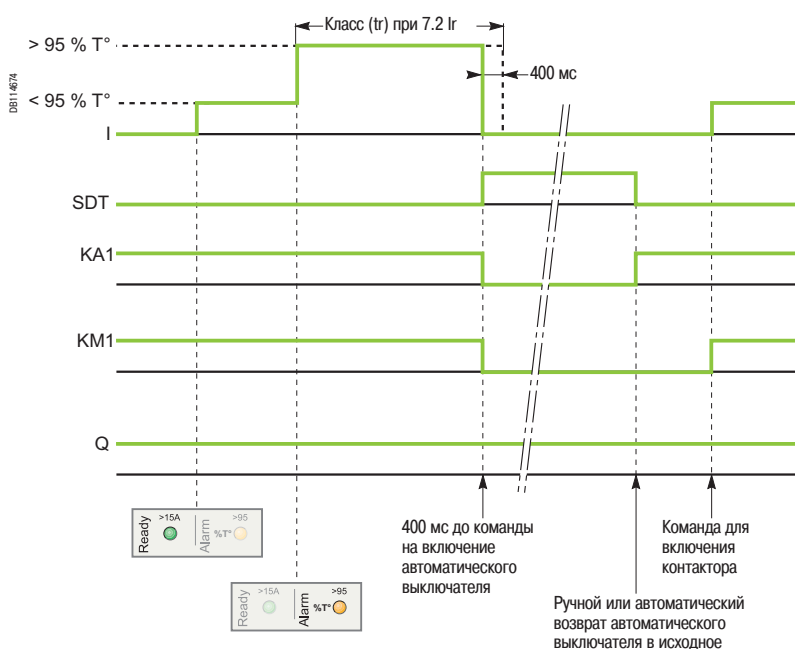 Класс (tr) при 7.2 Ir
> 95 % T°
400 мс
DB114674
< 95 % T°
I
SDT
KA1
KM1
Q
Ready
>15A
Alarm
>95
%T°
400 мс до команды
на включение
автоматического
выключателя
Команда для
включения
контактора
Ready
>15A
Alarm
>95
%T°
Ручной или автоматический
возврат автоматического
выключателя в исходное